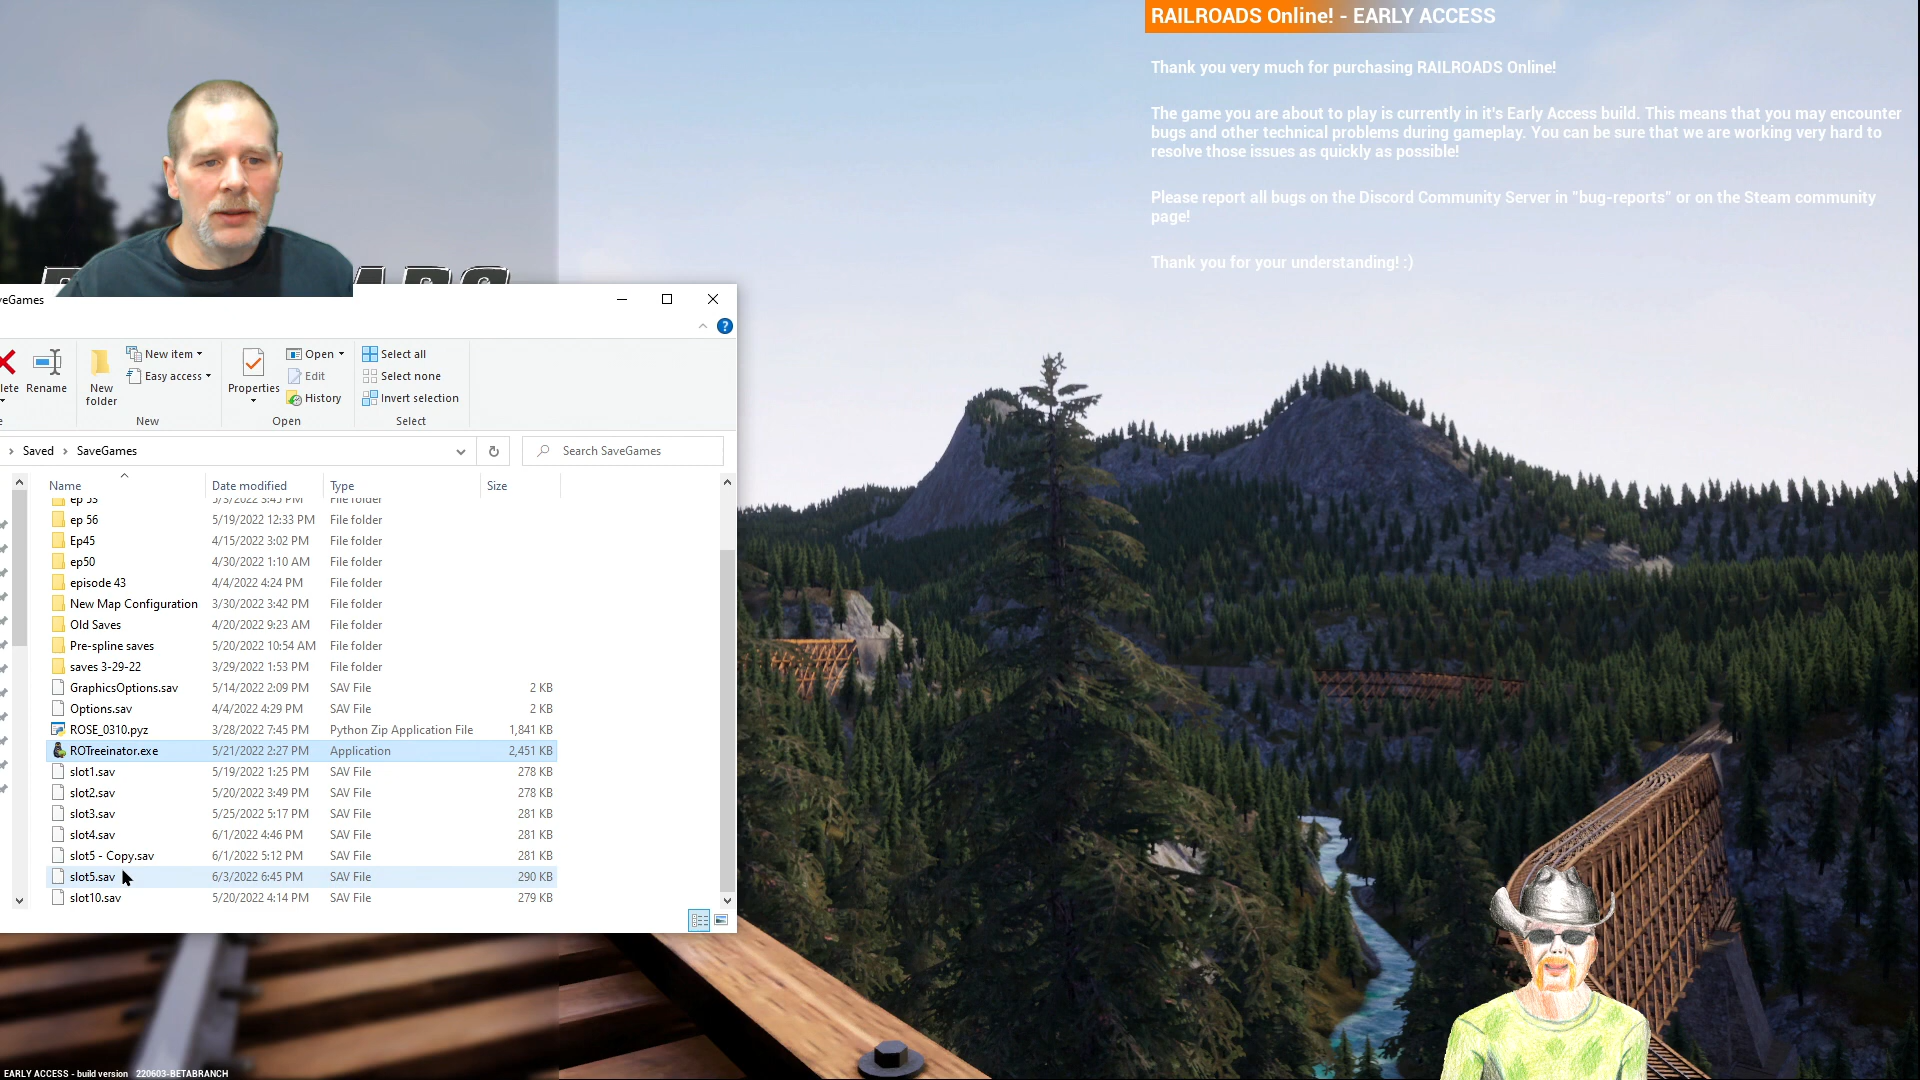 RAILROADS Online! - EARLY ACCESS
Thank you very much for purchasing RAILROADS Online!
The game you are about to play is currently in it's Early Access build. This means that you may encounter
bugs and other technical problems during gameplay. You can be sure that we are working very hard to
resolve those issues as quickly as possible!
Please report all bugs on the Discord Community Server in "bug-reports" or on the Steam community
page!
Thank you for your understanding! :)
veGames
lete
Rename
New
folder
New item
Easy access
New
Properties
Open
Edit
History
Open
Select all
Select none
Invert selection
Select
Saved > SaveGames
Search SaveGames
Name Date modified Type Size
ep 53 5/3/2022 3:45 PM File folder
ep 56 5/19/2022 12:33 PM File folder
Ep45 4/15/2022 3:02 PM File folder
ep50 4/30/2022 1:10 AM File folder
episode 43 4/4/2022 4:24 PM File folder
New Map Configuration 3/30/2022 3:42 PM File folder
Old Saves 4/20/2022 9:23 AM File folder
Pre-spline saves 5/20/2022 10:54 AM File folder
saves 3-29-22 3/29/2022 1:53 PM File folder
GraphicsOptions.sav 5/14/2022 2:09 PM SAV File 2 KB
Options.sav 4/4/2022 4:29 PM SAV File 2 KB
ROSE_0310.pyz 3/28/2022 7:45 PM Python Zip Application File 1,841 KB
ROTreeinator.exe 5/21/2022 2:27 PM Application 2,451 KB
slot1.sav 5/19/2022 1:25 PM SAV File 278 KB
slot2.sav 5/20/2022 3:49 PM SAV File 278 KB
slot3.sav 5/25/2022 5:17 PM SAV File 281 KB
slot4.sav 6/1/2022 4:46 PM SAV File 281 KB
slot5 - Copy.sav 6/1/2022 5:12 PM SAV File 281 KB
slot5.sav 6/3/2022 6:45 PM SAV File 290 KB
slot10.sav 5/20/2022 4:14 PM SAV File 279 KB
EARLY ACCESS - build version 220603-BETABRANCH